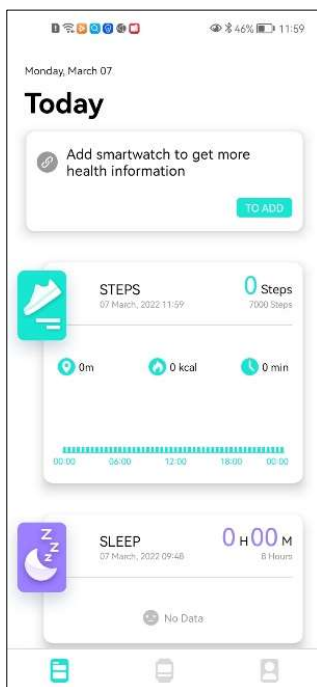 46% 11:59
Monday, March 07
Today
Add smartwatch to get more
health information
TO ADD
STEPS
0 Steps
07 March, 2022 11:59
7000 Steps
0m
0 kcal
0 min
00:00 06:00 12:00 18:00 00:00
Z Z Z
SLEEP
0 H 00 M
07 March, 2022 09:48
8 Hours
No Data